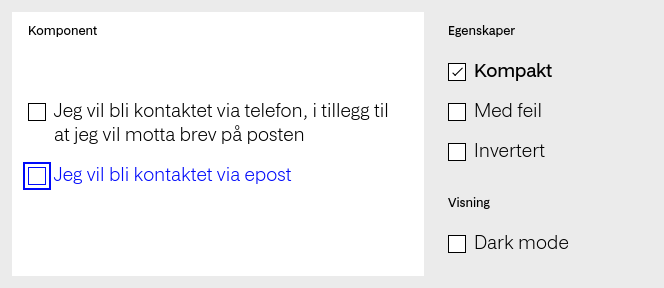 Komponent
Jeg vil bli kontaktet via telefon, i tillegg til
at jeg vil motta brev på posten
Jeg vil bli kontaktet via epost
Egenskaper
Kompakt
Med feil
Invertert
Visning
Dark mode